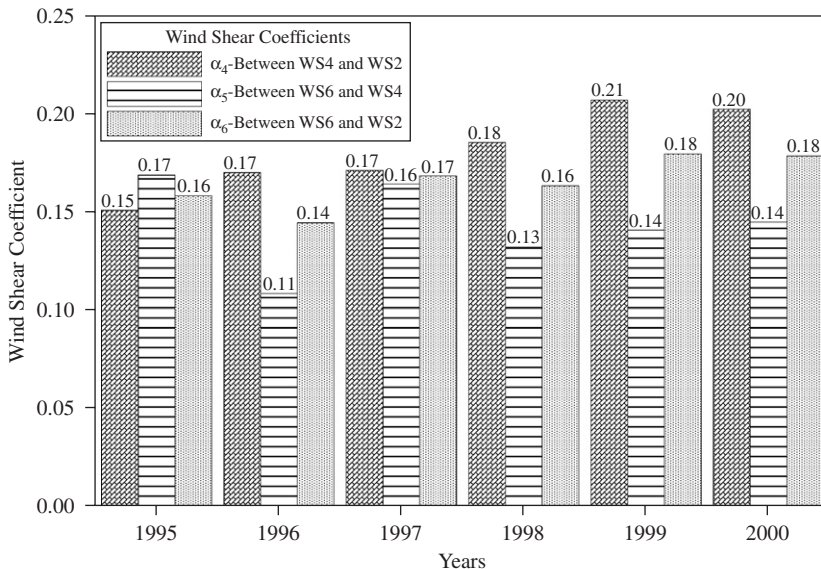 Wind Shear Coefficients
α₄-Between WS4 and WS2
α₅-Between WS6 and WS4
α₆-Between WS6 and WS2
Wind Shear Coefficient
0.25
0.20
0.15
0.10
0.05
0.00
0.15 0.17 0.16
0.17 0.11 0.14
0.17 0.16 0.17
0.18 0.13 0.16
0.21 0.14 0.18
0.20 0.14 0.18
1995 1996 1997 1998 1999 2000
Years